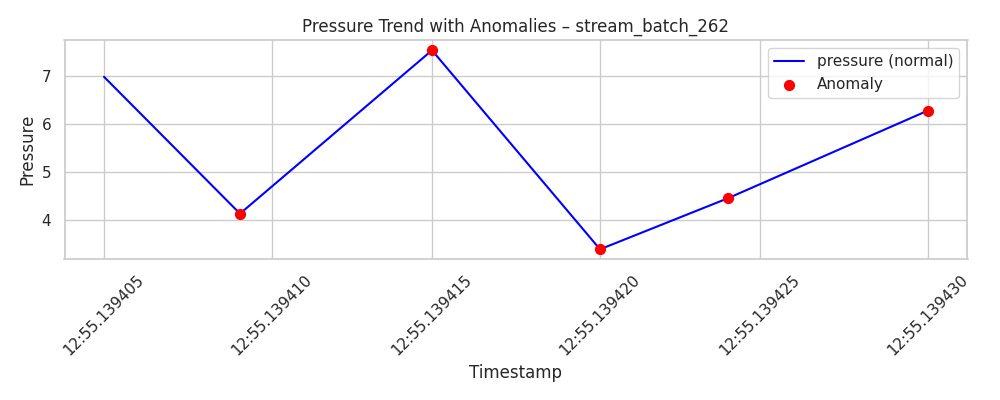 Pressure Trend with Anomalies – stream_batch_262
pressure (normal)
Anomaly
Pressure
7
6
5
4
12:55.139405
12:55.139410
12:55.139415
12:55.139420
12:55.139425
12:55.139430
Timestamp